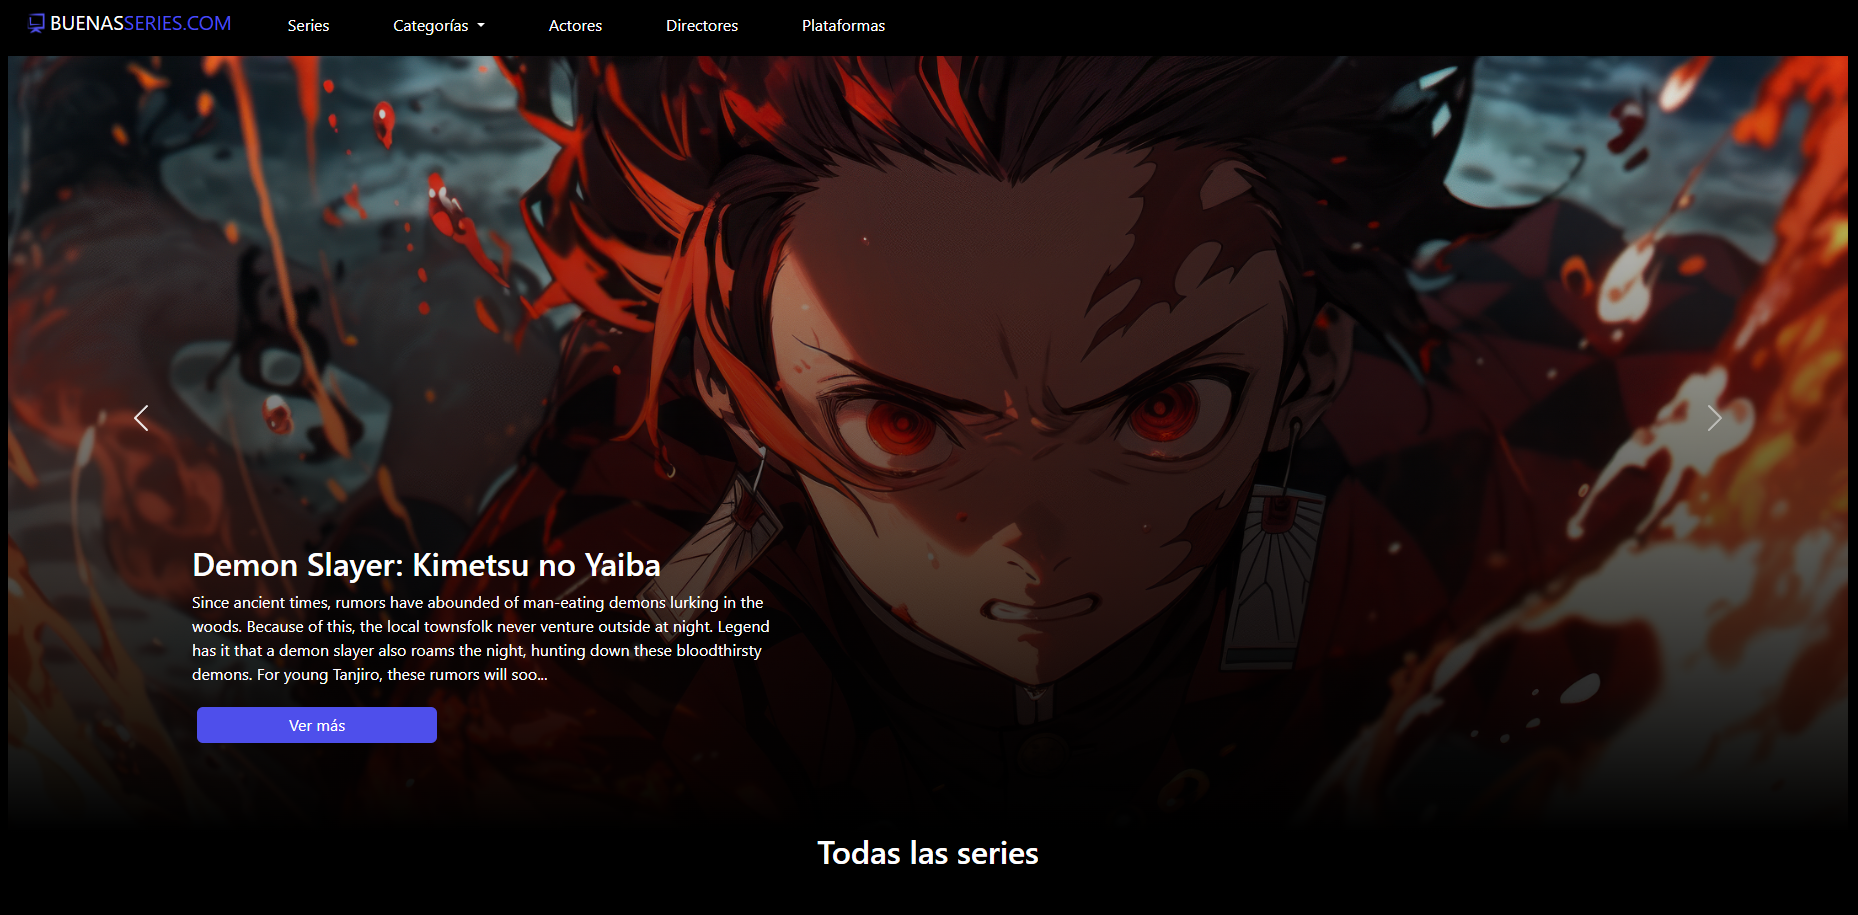 BUENASSERIES.COM
Series
Categorías
Actores
Directores
Plataformas
Demon Slayer: Kimetsu no Yaiba
Since ancient times, rumors have abounded of man-eating demons lurking in the
woods. Because of this, the local townsfolk never venture outside at night. Legend
has it that a demon slayer also roams the night, hunting down these bloodthirsty
demons. For young Tanjiro, these rumors will soo...
Ver más
Todas las series